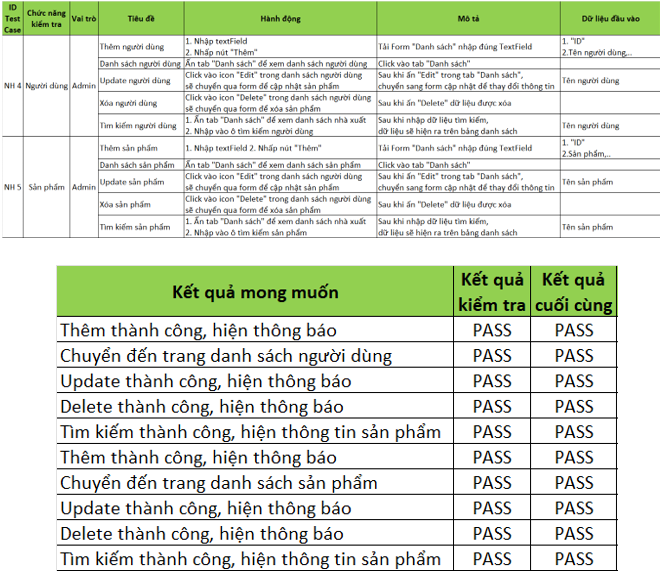 ID Test Case Chức năng kiểm tra Vai trò Tiêu đề Hành động Mô tả Dữ liệu đầu vào
NH 4 Người dùng Admin
Thêm người dùng 1. Nhập textField Tải Form "Danh sách" nhập đúng TextField 1. "ID"
2. Nhấp nút "Thêm" 2.Tên người dùng,..
Danh sách người dùng Ấn tab "Danh sách" để xem danh sách người dùng Click vào tab "Danh sách"
Update người dùng Click vào icon "Edit" trong danh sách người dùng Sau khi ấn "Edit" trong tab "Danh sách", Tên người dùng
sẽ chuyển qua form để cập nhật sản phẩm chuyển sang form cập nhật để thay đổi thông tin
Xóa người dùng Click vào icon "Delete" trong danh sách người dùng Sau khi ấn "Delete" dữ liệu được xóa
sẽ chuyển qua form để xóa sản phẩm
Tìm kiếm người dùng 1. Ấn tab "Danh sách" để xem danh sách nhà xuất Sau khi nhập dữ liệu tìm kiếm, Tên người dùng
2. Nhập vào ô tìm kiếm người dùng dữ liệu sẽ hiện ra trên bảng danh sách
NH 5 Sản phẩm Admin
Thêm sản phẩm 1. Nhập textField 2. Nhấp nút "Thêm" Tải Form "Danh sách" nhập đúng TextField 1. "ID"
2.Sản phẩm,..
Danh sách sản phẩm Ấn tab "Danh sách" để xem danh sách sản phẩm Click vào tab "Danh sách"
Update sản phẩm Click vào icon "Edit" trong danh sách người dùng Sau khi ấn "Edit" trong tab "Danh sách", Tên sản phẩm
sẽ chuyển qua form để cập nhật sản phẩm chuyển sang form cập nhật để thay đổi thông tin
Xóa sản phẩm Click vào icon "Delete" trong danh sách người dùng Sau khi ấn "Delete" dữ liệu được xóa
sẽ chuyển qua form để xóa sản phẩm
Tìm kiếm sản phẩm 1. Ấn tab "Danh sách" để xem danh sách nhà xuất Sau khi nhập dữ liệu tìm kiếm, Tên sản phẩm
2. Nhập vào ô tìm kiếm sản phẩm dữ liệu sẽ hiện ra trên bảng danh sách
Kết quả mong muốn Kết quả kiểm tra Kết quả cuối cùng
Thêm thành công, hiện thông báo PASS PASS
Chuyển đến trang danh sách người dùng PASS PASS
Update thành công, hiện thông báo PASS PASS
Delete thành công, hiện thông báo PASS PASS
Tìm kiếm thành công, hiện thông tin sản phẩm PASS PASS
Thêm thành công, hiện thông báo PASS PASS
Chuyển đến trang danh sách sản phẩm PASS PASS
Update thành công, hiện thông báo PASS PASS
Delete thành công, hiện thông báo PASS PASS
Tìm kiếm thành công, hiện thông tin sản phẩm PASS PASS